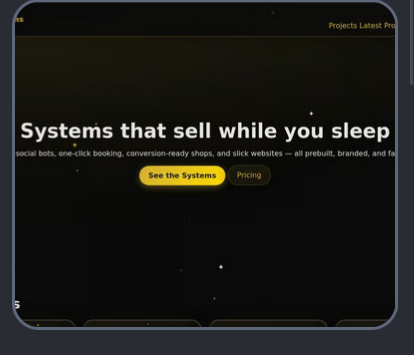 ms
Projects Latest Pro
Systems that sell while you sleep
social bots, one-click booking, conversion-ready shops, and slick websites — all prebuilt, branded, and fa
See the Systems
Pricing
s